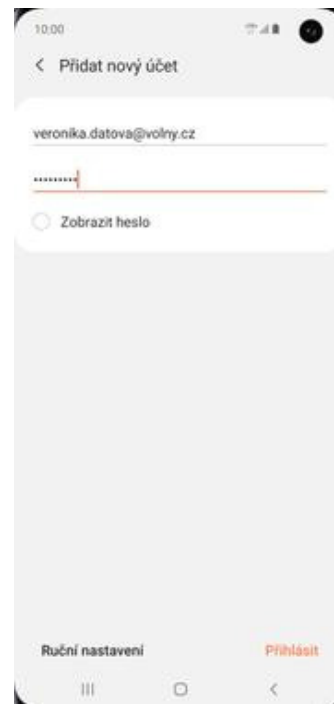 10:00
Přidat nový účet
veronika.datova@volny.cz
•••••••••
Zobrazit heslo
Ruční nastavení
Přihlásit